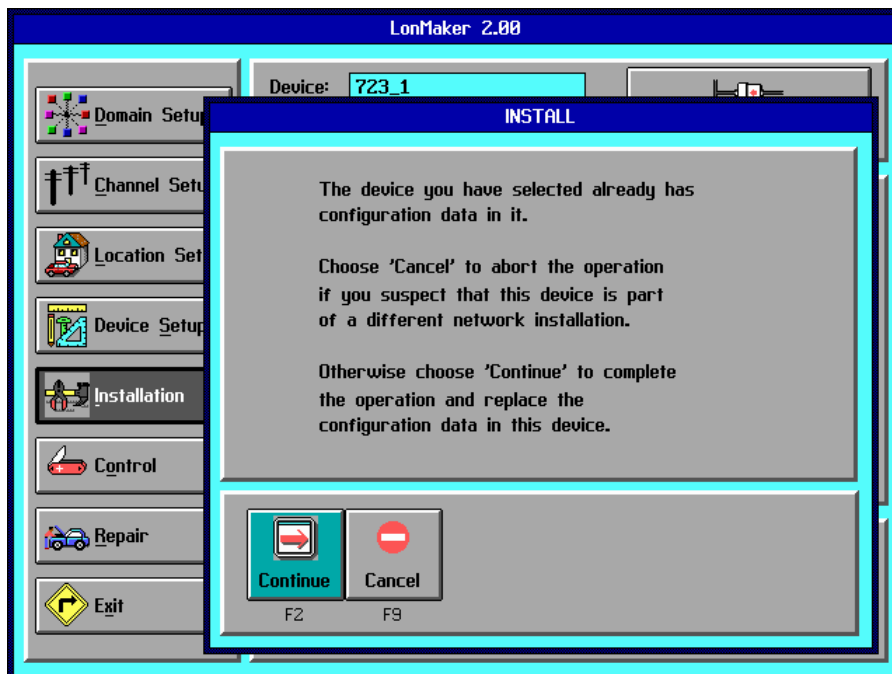 LonMaker 2.00
Device: 723_1
Domain Setup
Channel Setu
Location Set
Device Setup
Installation
Control
Repair
Exit
INSTALL
The device you have selected already has
configuration data in it.
Choose 'Cancel' to abort the operation
if you suspect that this device is part
of a different network installation.
Otherwise choose 'Continue' to complete
the operation and replace the
configuration data in this device.
Continue Cancel
F2 F9